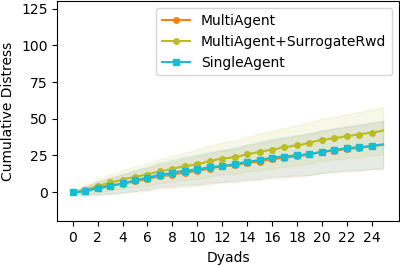 125
100
75
50
25
0
Cumulative Distress
MultiAgent
MultiAgent+SurrogateRwd
SingleAgent
0 2 4 6 8 10 12 14 16 18 20 22 24
Dyads